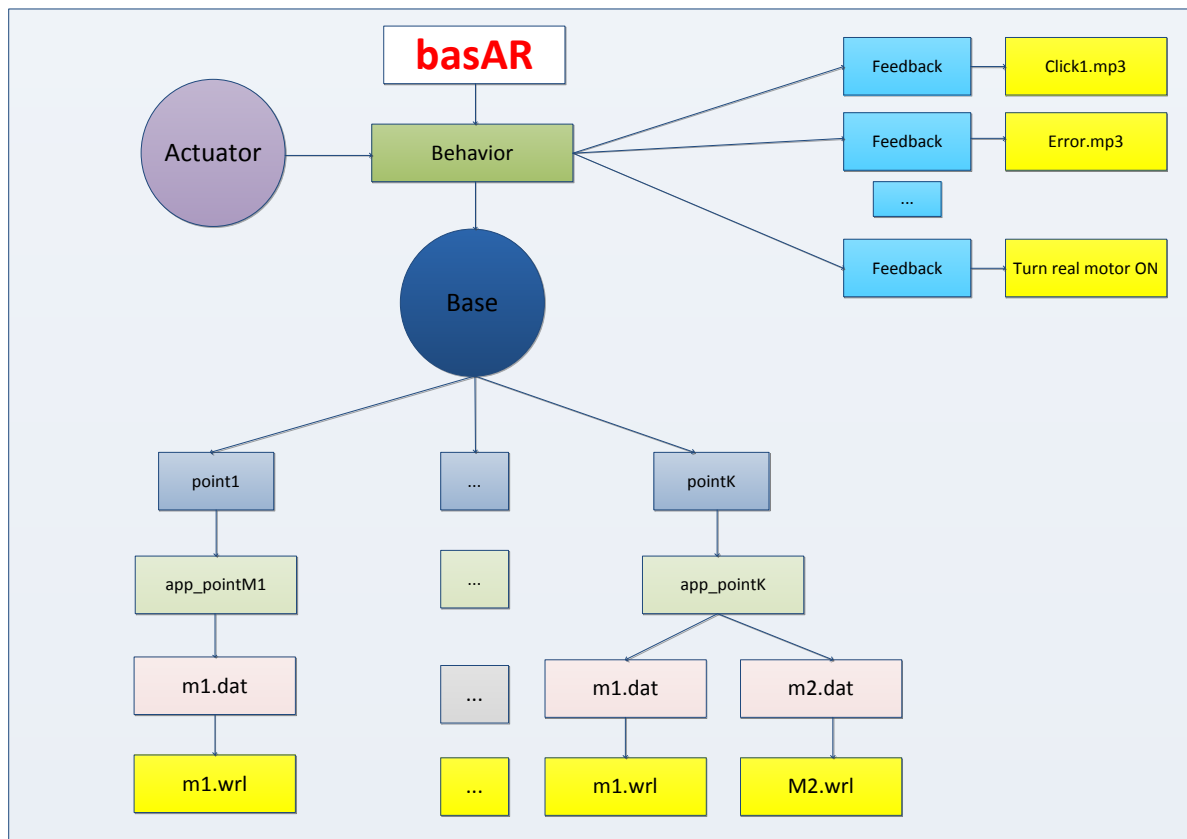 basAR
Feedback
Click1.mp3
Actuator
Behavior
Feedback
Error.mp3
...
Feedback
Turn real motor ON
Base
point1
...
pointK
app_pointM1
...
app_pointK
m1.dat
...
m1.dat
m2.dat
m1.wrl
...
m1.wrl
M2.wrl